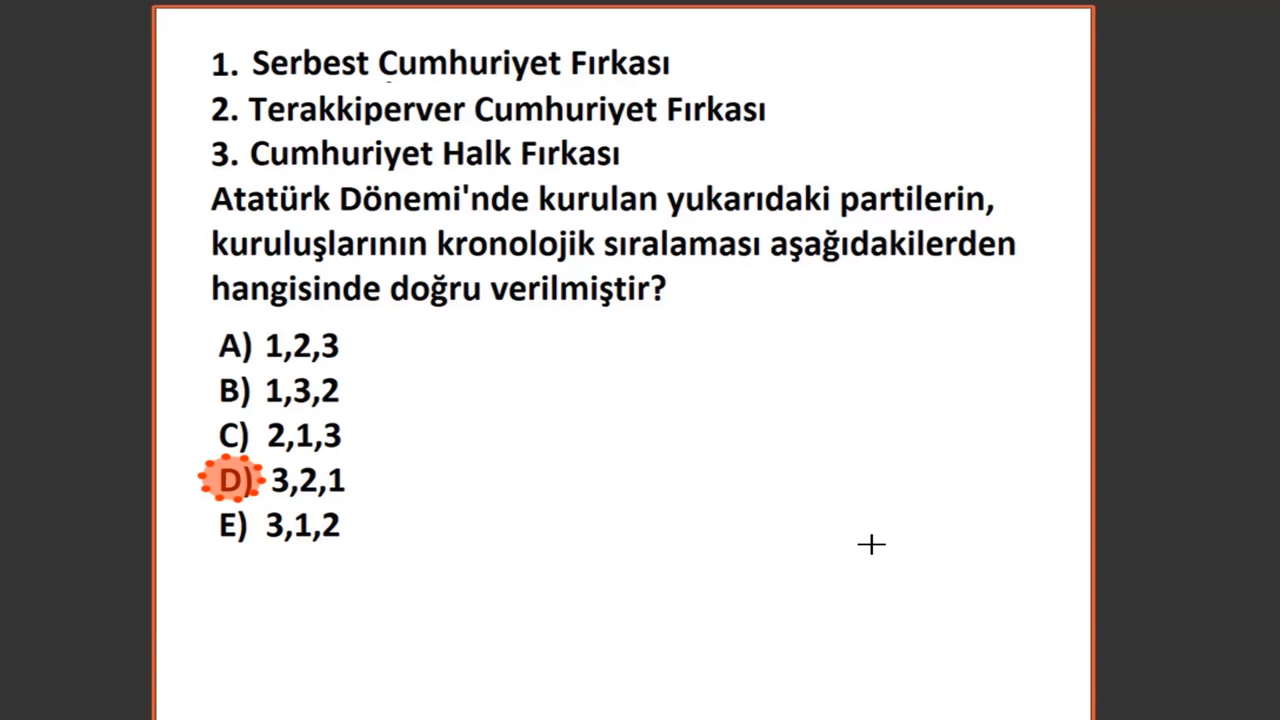 1. Serbest Cumhuriyet Fırkası
2. Terakkiperver Cumhuriyet Fırkası
3. Cumhuriyet Halk Fırkası
Atatürk Dönemi'nde kurulan yukarıdaki partilerin,
kuruluşlarının kronolojik sıralaması aşağıdakilerden
hangisinde doğru verilmiştir?
A) 1,2,3
B) 1,3,2
C) 2,1,3
D) 3,2,1
E) 3,1,2